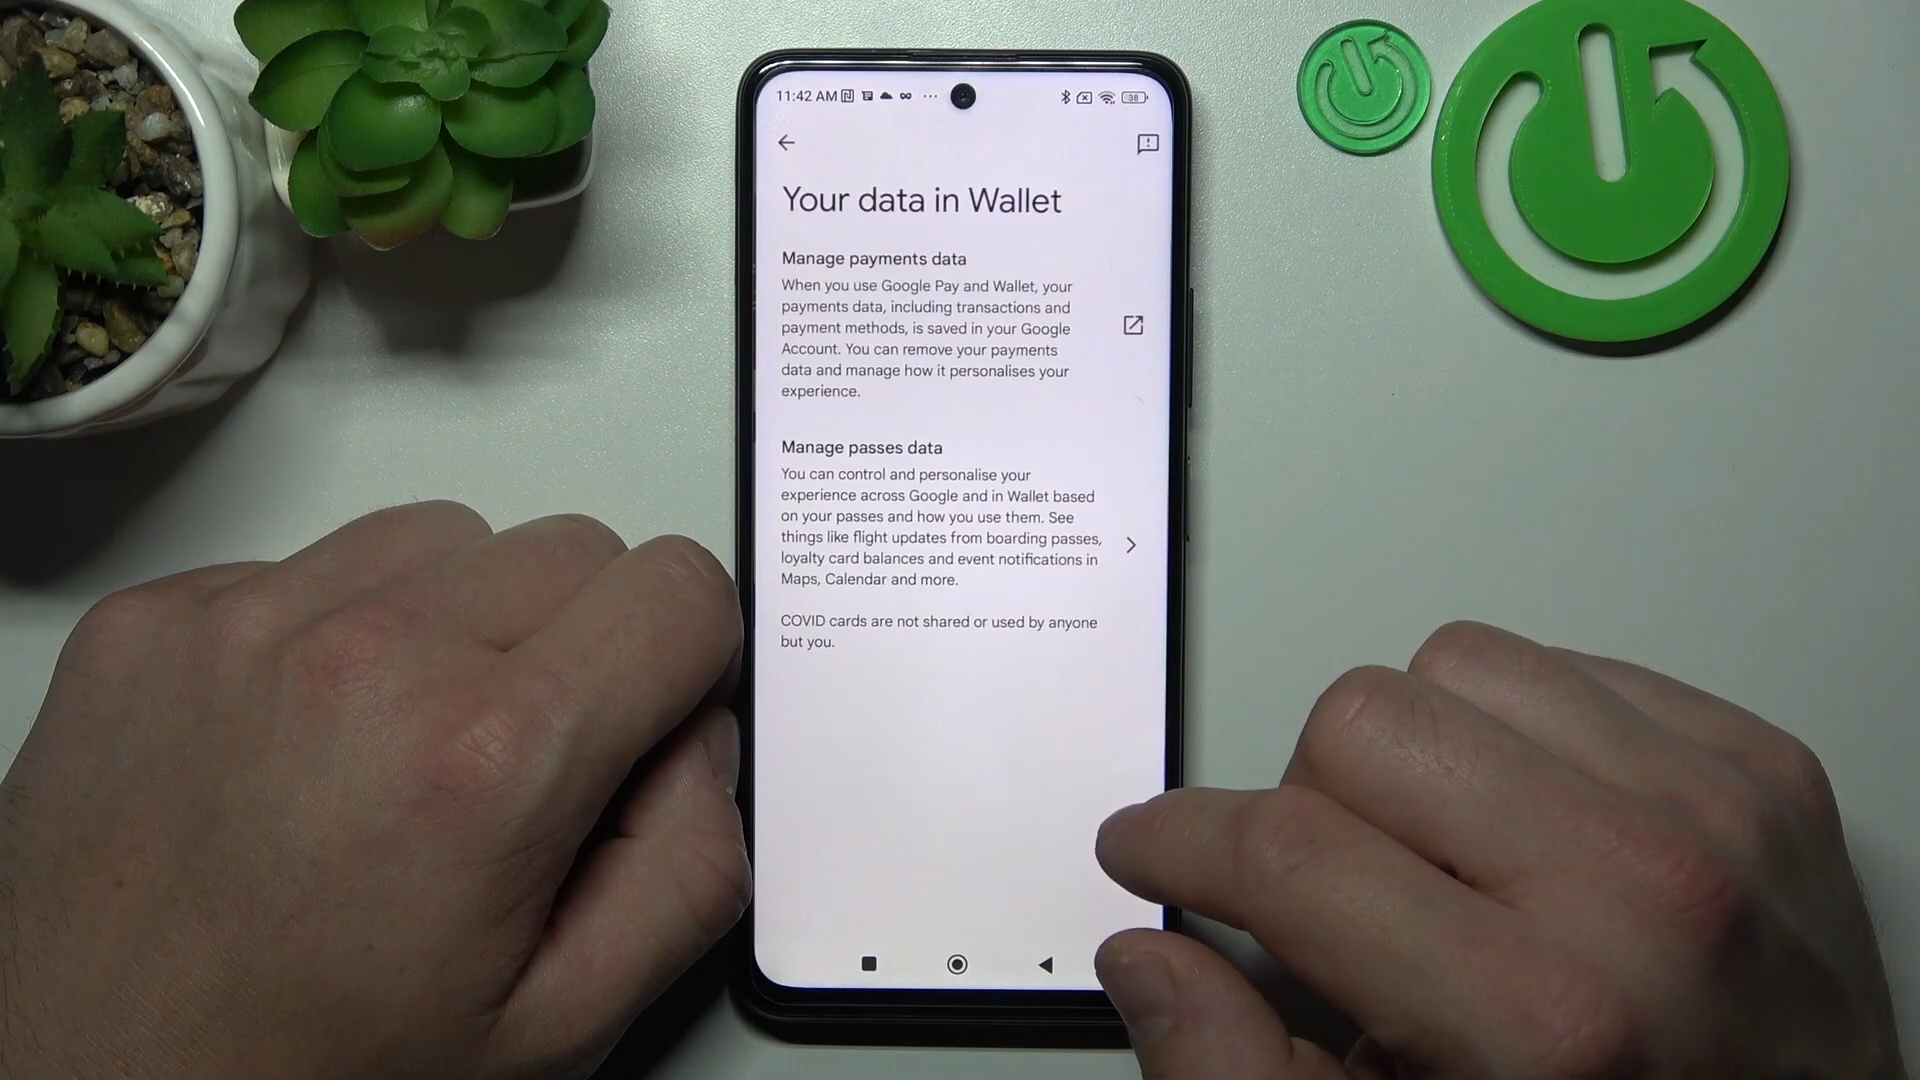 11:42 AM
38
Your data in Wallet
Manage payments data
When you use Google Pay and Wallet, your
payments data, including transactions and
payment methods, is saved in your Google
Account. You can remove your payments
data and manage how it personalises your
experience.
Manage passes data
You can control and personalise your
experience across Google and in Wallet based
on your passes and how you use them. See
things like flight updates from boarding passes,
loyalty card balances and event notifications in
Maps, Calendar and more.
COVID cards are not shared or used by anyone
but you.